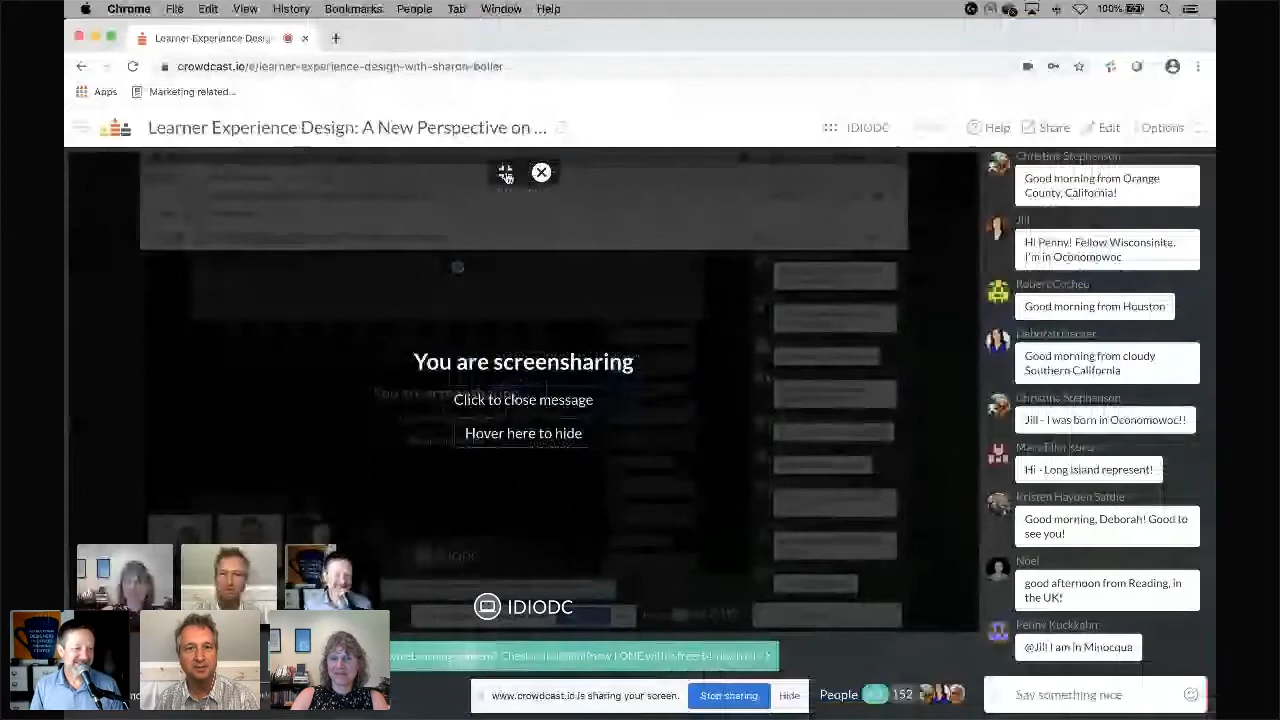 Chrome File Edit View History Bookmarks People Tab Window Help
100%
Learner Experience Desig
crowdcast.io/e/learner-experience-design-with-sharon-boller
Apps Marketing related...
Learner Experience Design: A New Perspective on ...
IDIODC
Help Share Edit Options
Christina Stephenson
Good morning from Orange
County, California!
Jill
Hi Penny! Fellow Wisconsinite.
I'm in Oconomowoc
Good morning from Houston
Good morning from cloudy
Southern California
Christina Stephenson
Jill - I was born in Oconomowoc!!
Hi - Long island represent!
Kristen Hayden Safdie
Good morning, Deborah! Good to
see you!
Noel
good afternoon from Reading, in
the UK!
Penny Kuckkahn
@Jill I am in Minocqua
You are screensharing
Click to close message
Hover here to hide
IDIODC
www.crowdcast.io is sharing your screen.
Stop sharing
Hide
People 152
Say something nice